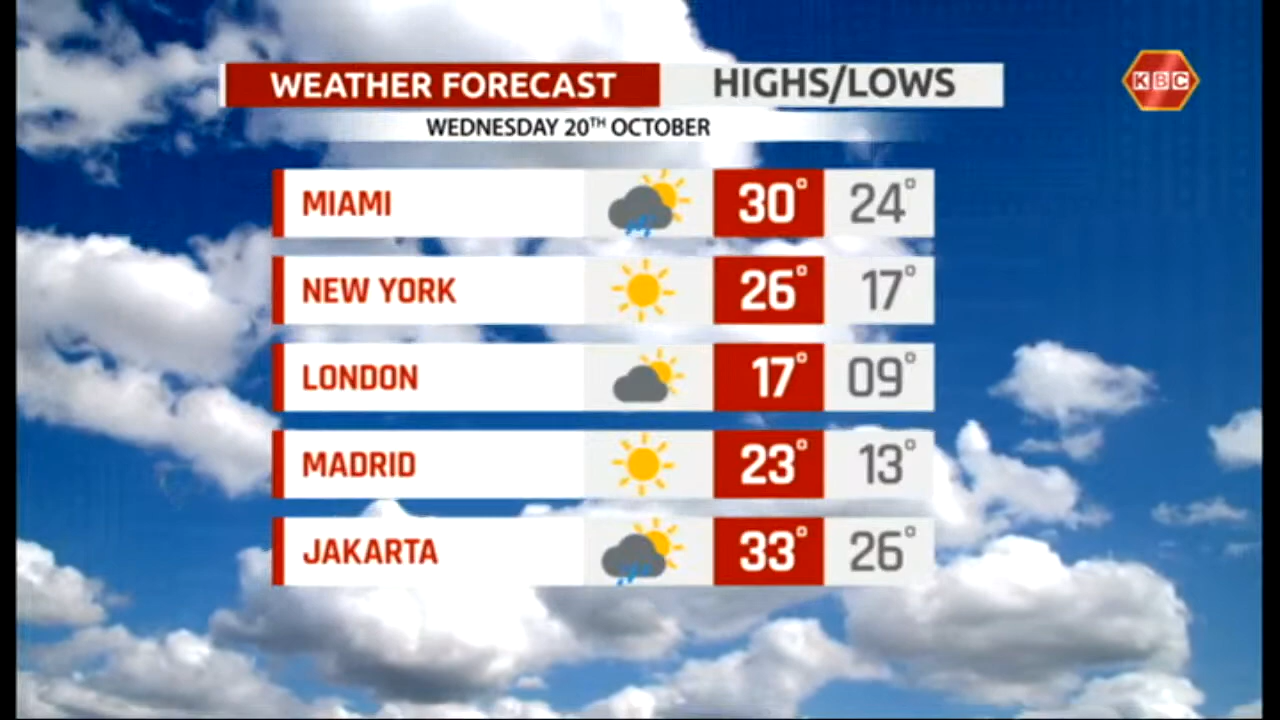 WEATHER FORECAST HIGHS/LOWS
KBC
WEDNESDAY 20TH OCTOBER
MIAMI 30° 24°
NEW YORK 26° 17°
LONDON 17° 09°
MADRID 23° 13°
JAKARTA 33° 26°